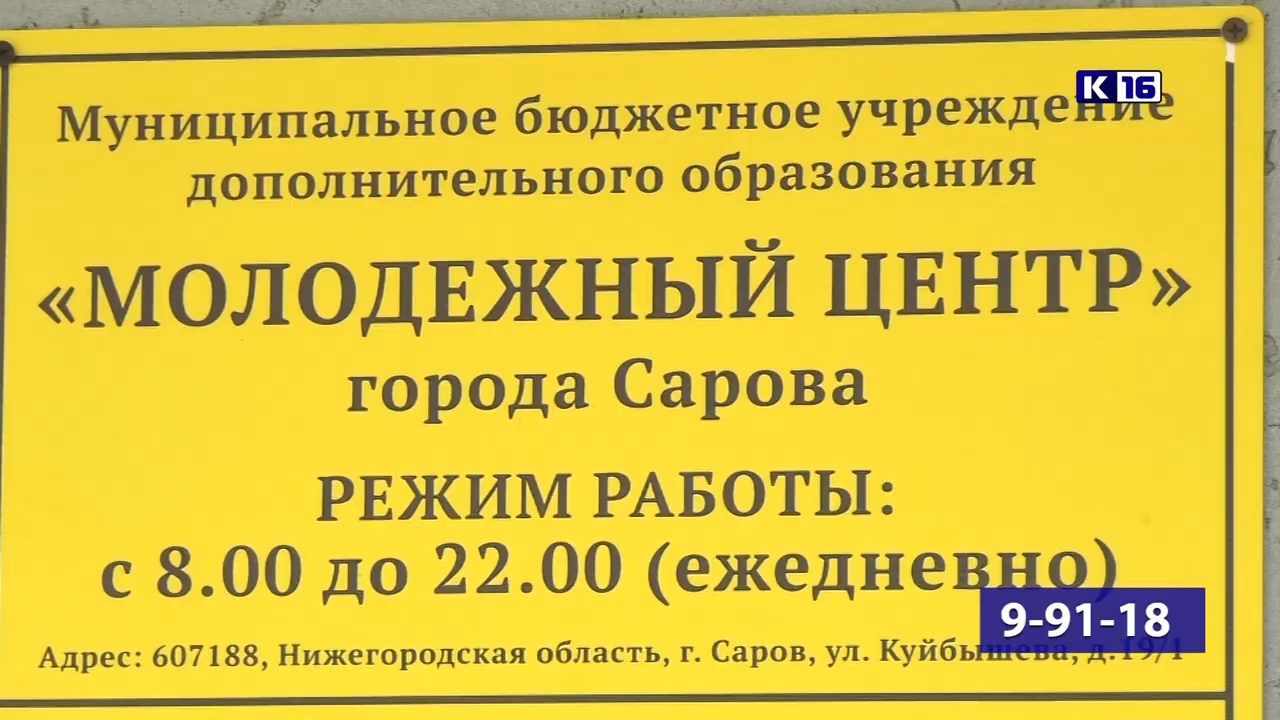 К 16
Муниципальное бюджетное учреждение
дополнительного образования
«МОЛОДЕЖНЫЙ ЦЕНТР»
города Сарова
РЕЖИМ РАБОТЫ:
с 8.00 до 22.00 (ежедневно)
9-91-18
Адрес: 607188, Нижегородская область, г. Саров, ул. Куйбышева, д.19/1